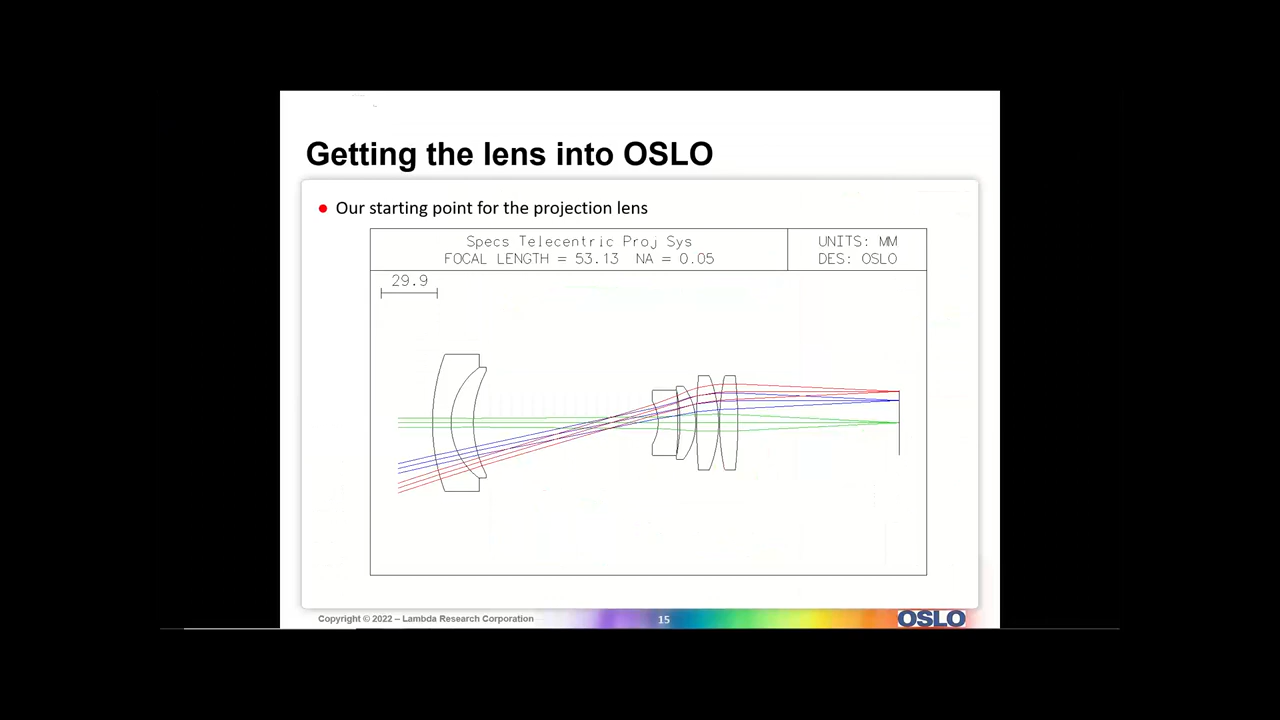 Getting the lens into OSLO
Our starting point for the projection lens
Specs Telecentric Proj Sys
FOCAL LENGTH = 53.13 NA = 0.05
UNITS: MM
DES: OSLO
29.9
Copyright © 2022 – Lambda Research Corporation
15
OSLO